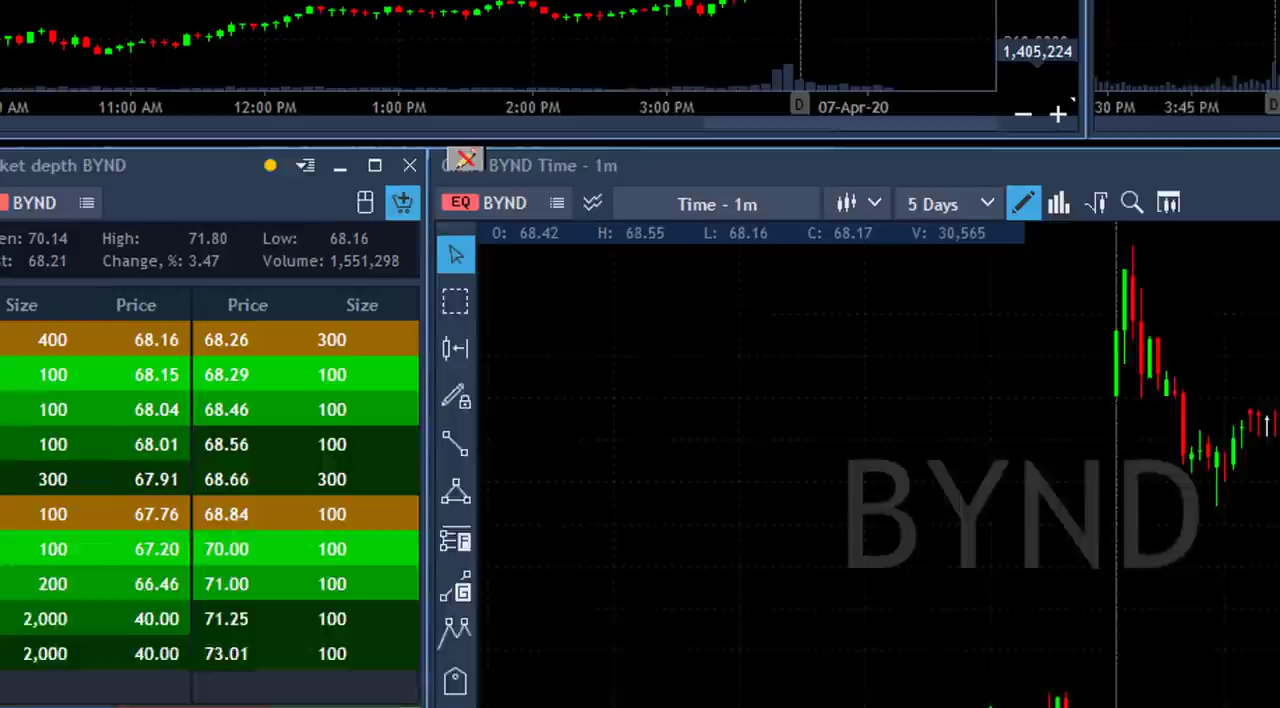 1,405,224
AM 11:00 AM 12:00 PM 1:00 PM 2:00 PM 3:00 PM D 07-Apr-20
30 PM 3:45 PM D
ket depth BYND
BYND
en: 70.14 High: 71.80 Low: 68.16
t: 68.21 Change, %: 3.47 Volume: 1,551,298
Size Price Price Size
400 68.16 68.26 300
100 68.15 68.29 100
100 68.04 68.46 100
100 68.01 68.56 100
300 67.91 68.66 300
100 67.76 68.84 100
100 67.20 70.00 100
200 66.46 71.00 100
2,000 40.00 71.25 100
2,000 40.00 73.01 100
BYND Time - 1m
EQ BYND Time - 1m 5 Days
O: 68.42 H: 68.55 L: 68.16 C: 68.17 V: 30,565
F
G
BYND